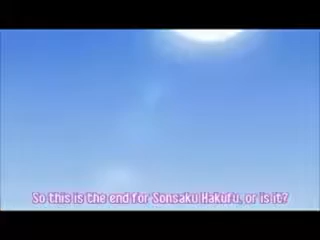 So this is the end for Sonsaku Hakufu, or is it?